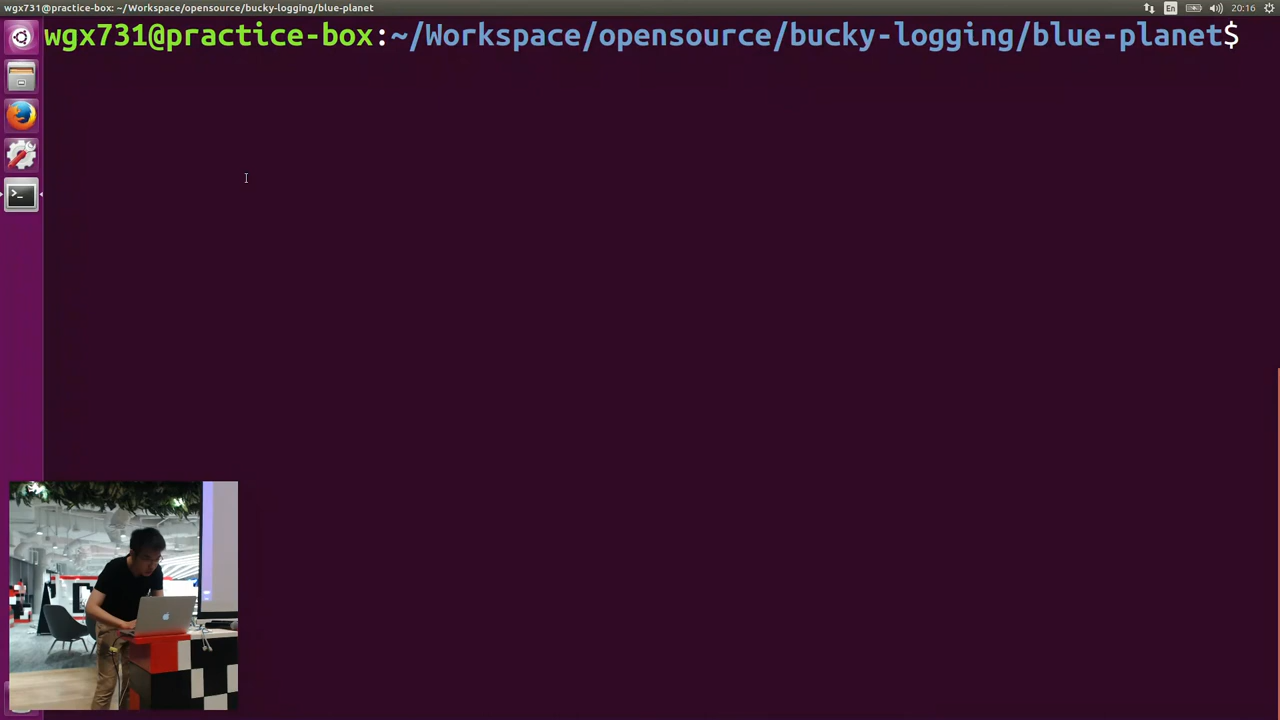 wgx731@practice-box: ~/Workspace/opensource/bucky-logging/blue-planet
En
20:16
wgx731@practice-box:~/Workspace/opensource/bucky-logging/blue-planet$
>_